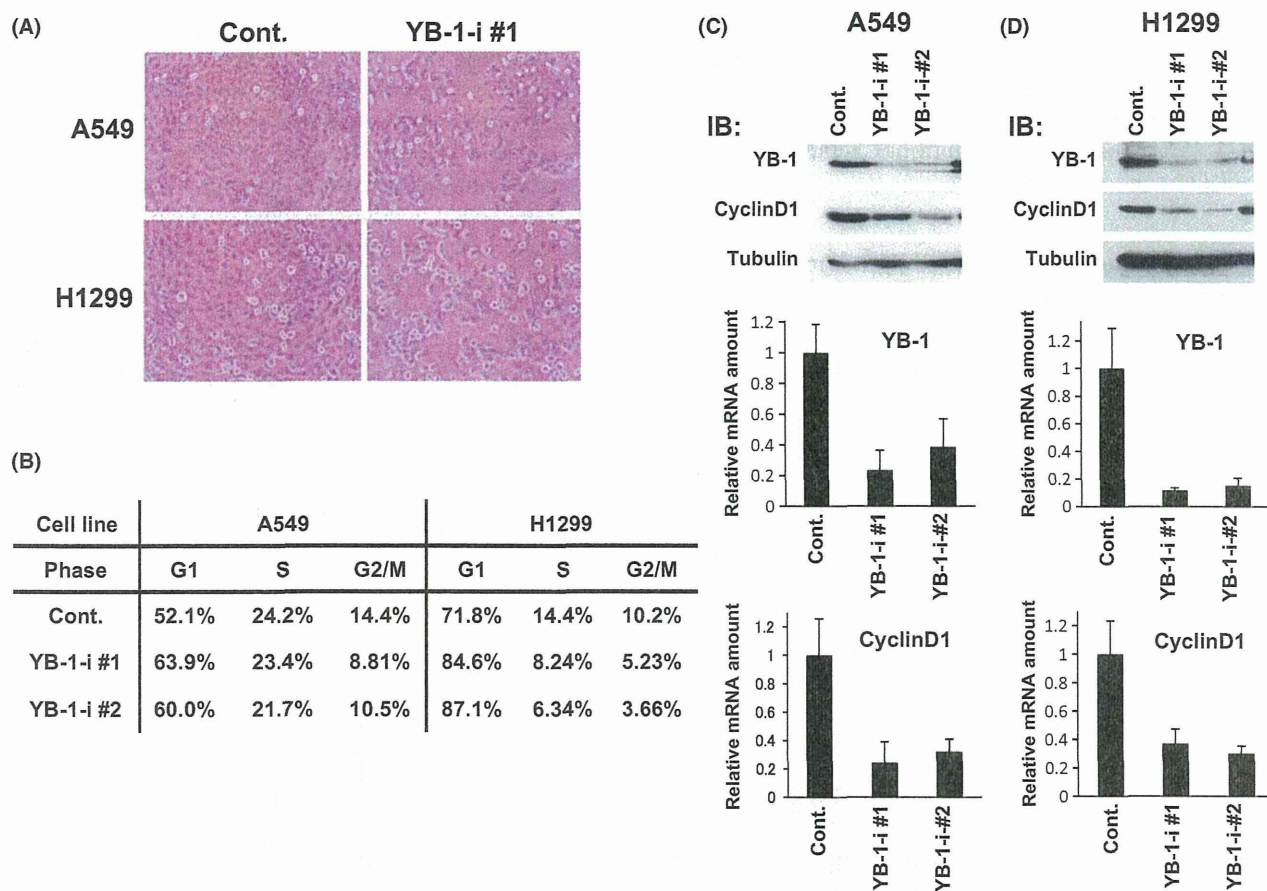 (A)
Cont. YB-1-i #1
A549
H1299
(B)
Cell line A549 H1299
Phase G1 S G2/M G1 S G2/M
Cont. 52.1% 24.2% 14.4% 71.8% 14.4% 10.2%
YB-1-i #1 63.9% 23.4% 8.81% 84.6% 8.24% 5.23%
YB-1-i #2 60.0% 21.7% 10.5% 87.1% 6.34% 3.66%
(C) A549
Cont. YB-1-i #1 YB-1-i-#2
IB:
YB-1
CyclinD1
Tubulin
YB-1
Relative mRNA amount
1.2
1
0.8
0.6
0.4
0.2
0
Cont. YB-1-i #1 YB-1-i-#2
CyclinD1
Relative mRNA amount
1.2
1
0.8
0.6
0.4
0.2
0
Cont. YB-1-i #1 YB-1-i-#2
(D) H1299
Cont. YB-1-i #1 YB-1-i-#2
IB:
YB-1
CyclinD1
Tubulin
YB-1
Relative mRNA amount
1.2
1
0.8
0.6
0.4
0.2
0
Cont. YB-1-i #1 YB-1-i-#2
CyclinD1
Relative mRNA amount
1.2
1
0.8
0.6
0.4
0.2
0
Cont. YB-1-i #1 YB-1-i-#2